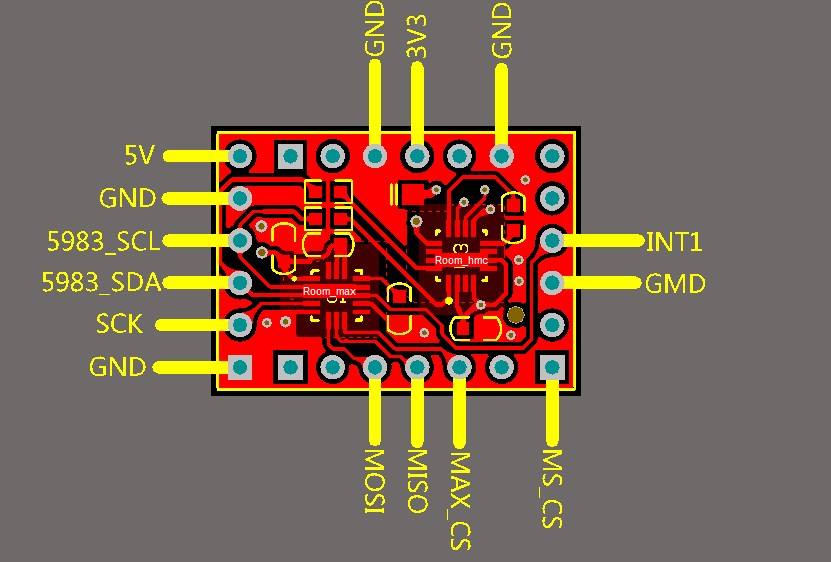 GND
3V3
GND
5V
GND
5983_SCL
5983_SDA
SCK
GND
INT1
GMD
Room_hmc
Room_max
MOSI
MISO
MAX_CS
MS_CS